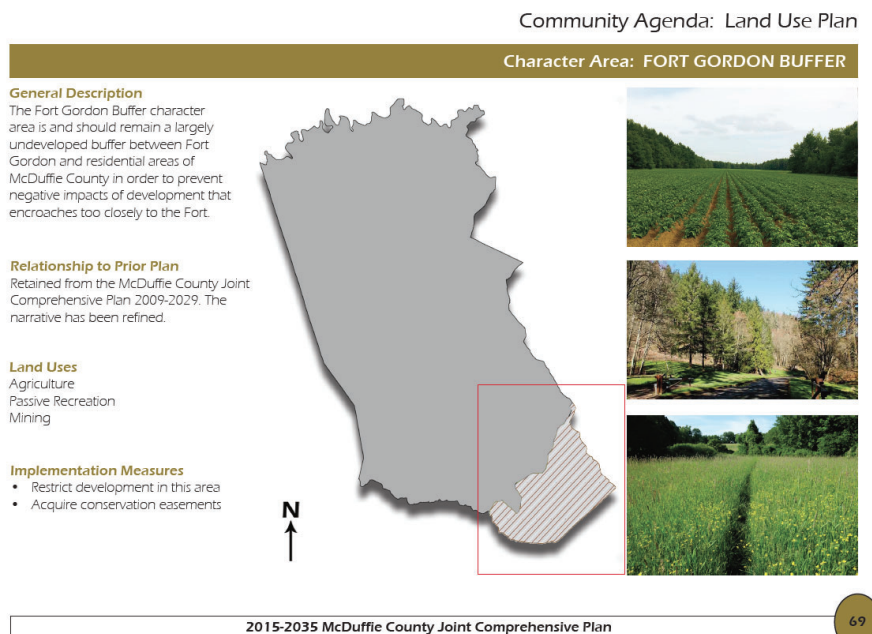 Community Agenda: Land Use Plan
Character Area: FORT GORDON BUFFER
General Description
The Fort Gordon Buffer character
area is and should remain a largely
undeveloped buffer between Fort
Gordon and residential areas of
McDuffie County in order to prevent
negative impacts of development that
encroaches too closely to the Fort.
Relationship to Prior Plan
Retained from the McDuffie County Joint
Comprehensive Plan 2009-2029. The
narrative has been refined.
Land Uses
Agriculture
Passive Recreation
Mining
Implementation Measures
• Restrict development in this area
• Acquire conservation easements
N
2015-2035 McDuffie County Joint Comprehensive Plan
69